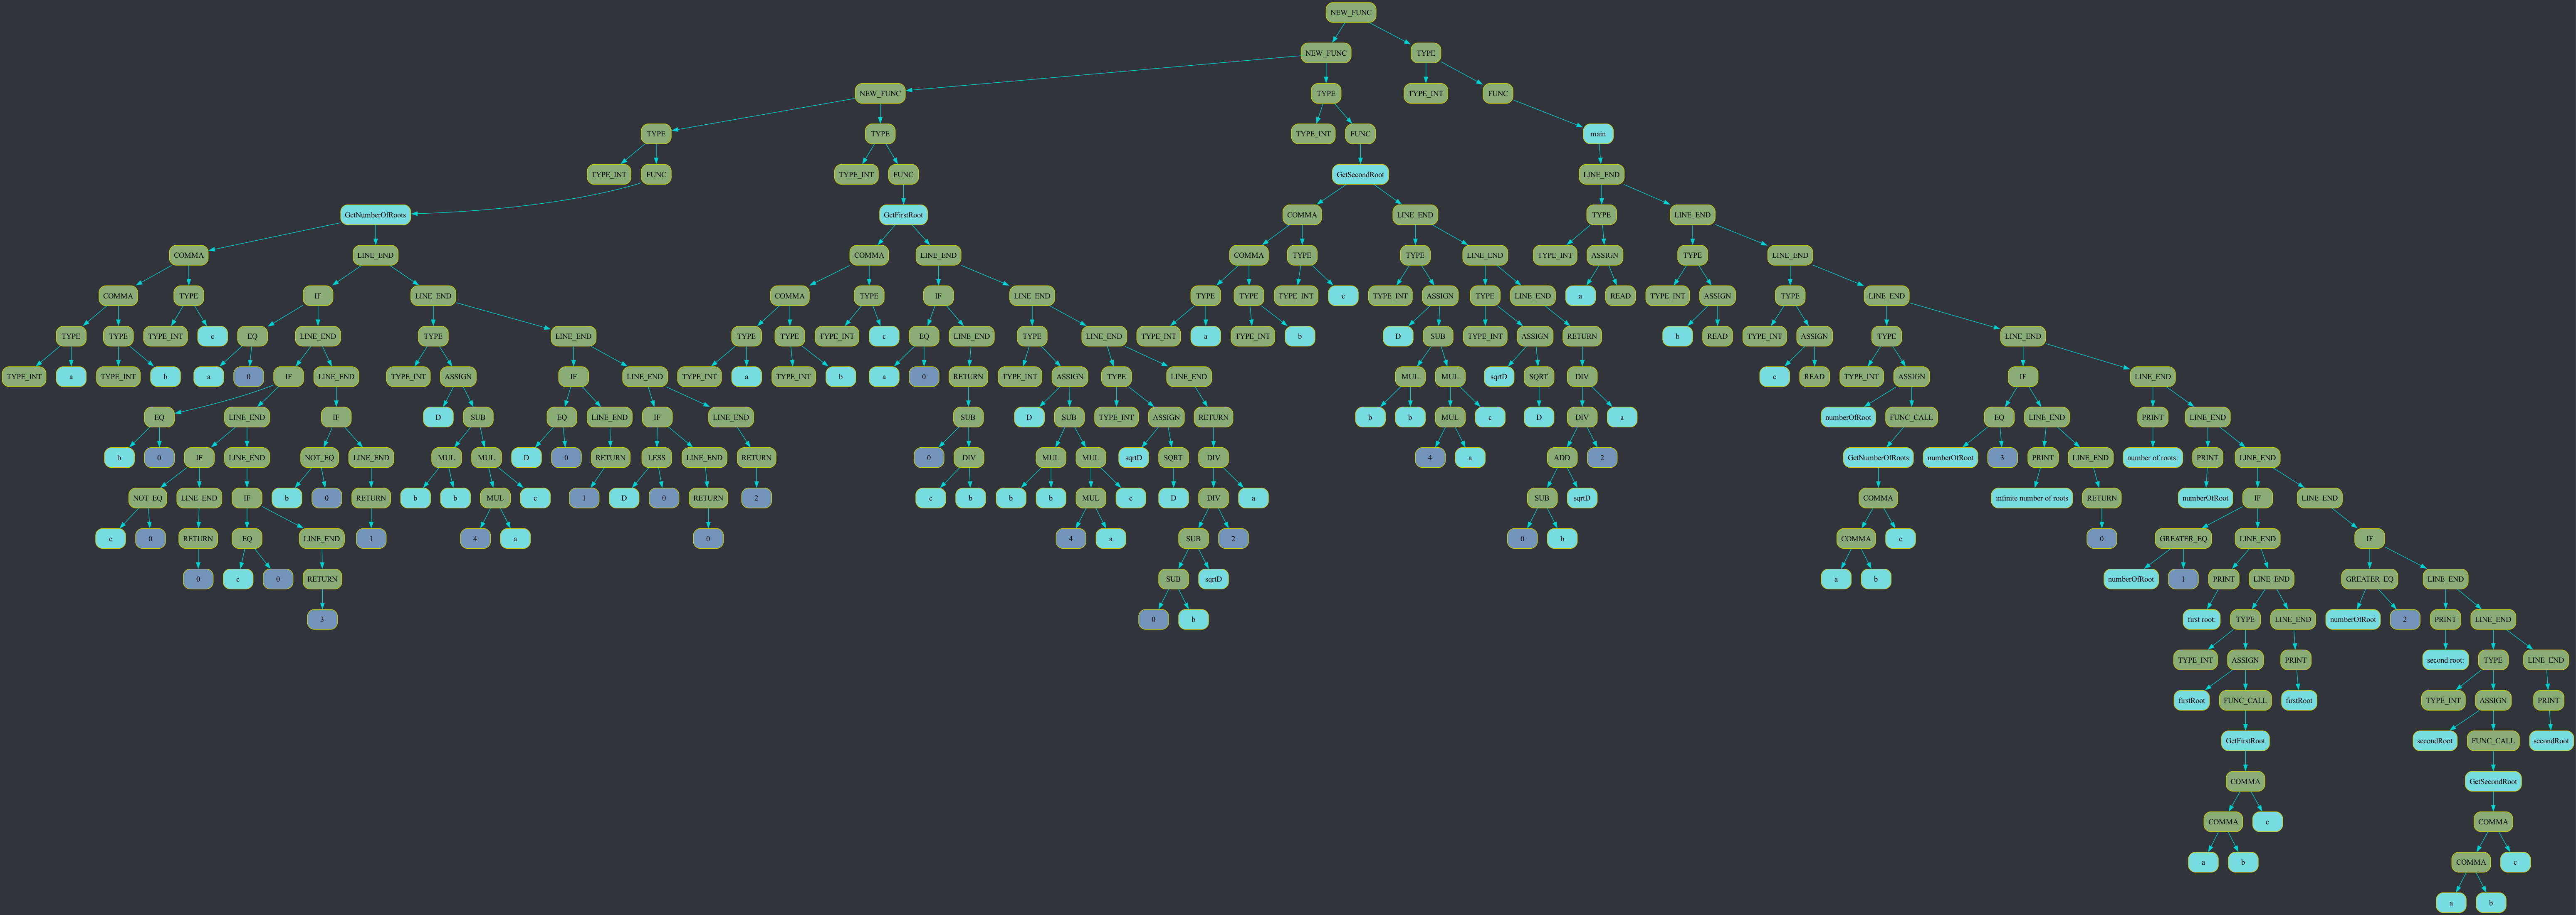 NEW_FUNC
NEW_FUNC TYPE
NEW_FUNC TYPE TYPE_INT FUNC
TYPE TYPE TYPE_INT FUNC main
TYPE_INT FUNC TYPE_INT FUNC GetSecondRoot LINE_END
GetNumberOfRoots GetFirstRoot COMMA LINE_END TYPE LINE_END
COMMA LINE_END COMMA LINE_END COMMA TYPE TYPE LINE_END TYPE_INT ASSIGN TYPE LINE_END
COMMA TYPE IF LINE_END COMMA TYPE IF LINE_END TYPE TYPE TYPE_INT c TYPE_INT ASSIGN TYPE LINE_END a READ TYPE_INT ASSIGN TYPE LINE_END
TYPE TYPE TYPE_INT c EQ LINE_END TYPE LINE_END TYPE TYPE TYPE_INT c EQ LINE_END TYPE LINE_END TYPE_INT a TYPE_INT b D SUB TYPE_INT ASSIGN RETURN b READ TYPE_INT ASSIGN TYPE LINE_END
TYPE_INT a TYPE_INT b a 0 IF LINE_END TYPE_INT ASSIGN IF LINE_END TYPE_INT a TYPE_INT b a 0 RETURN TYPE_INT ASSIGN TYPE LINE_END MUL MUL sqrtD SQRT DIV c READ TYPE_INT ASSIGN IF LINE_END
EQ LINE_END IF D SUB EQ LINE_END IF LINE_END SUB D SUB TYPE_INT ASSIGN RETURN b b MUL c D DIV a numberOfRoot FUNC_CALL EQ LINE_END PRINT LINE_END
b 0 IF LINE_END NOT_EQ LINE_END MUL MUL D 0 RETURN LESS LINE_END RETURN 0 DIV MUL MUL sqrtD SQRT DIV 4 a ADD 2 GetNumberOfRoots numberOfRoot 3 PRINT LINE_END number of roots: PRINT LINE_END
NOT_EQ LINE_END IF b 0 RETURN b b MUL c 1 D 0 RETURN 2 c b b b MUL c D DIV a SUB sqrtD COMMA infinite number of roots RETURN numberOfRoot IF LINE_END
c 0 RETURN EQ LINE_END 1 4 a 0 4 a SUB 2 0 b COMMA c 0 GREATER_EQ LINE_END IF
0 c 0 RETURN SUB sqrtD a b numberOfRoot 1 PRINT LINE_END GREATER_EQ LINE_END
3 0 b first root: TYPE LINE_END numberOfRoot 2 PRINT LINE_END
TYPE_INT ASSIGN PRINT second root: TYPE LINE_END
firstRoot FUNC_CALL firstRoot TYPE_INT ASSIGN PRINT
GetFirstRoot secondRoot FUNC_CALL secondRoot
COMMA GetSecondRoot
COMMA c COMMA
a b COMMA c
a b